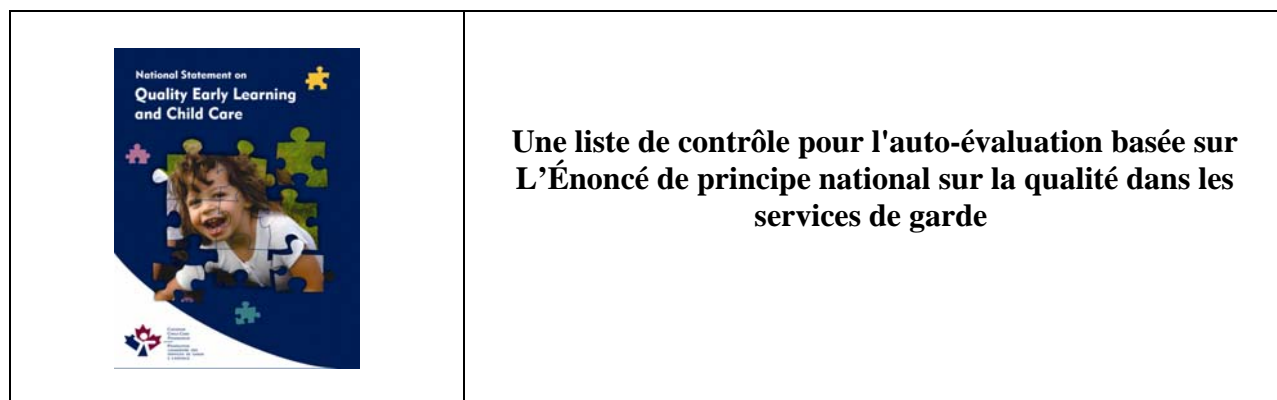 National Statement on
Quality Early Learning
and Child Care
Une liste de contrôle pour l'auto-évaluation basée sur
L’Énoncé de principe national sur la qualité dans les
services de garde